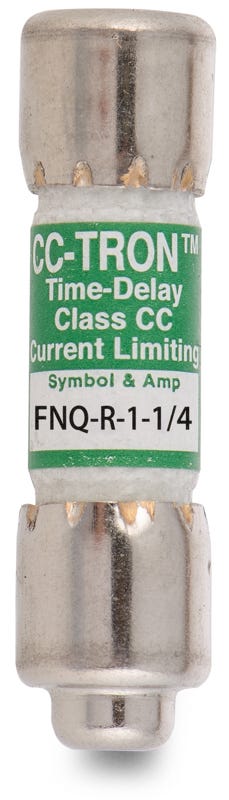 CC-TRON™
Time-Delay
Class CC
Current Limiting
Symbol & Amp
FNQ-R-1-1/4